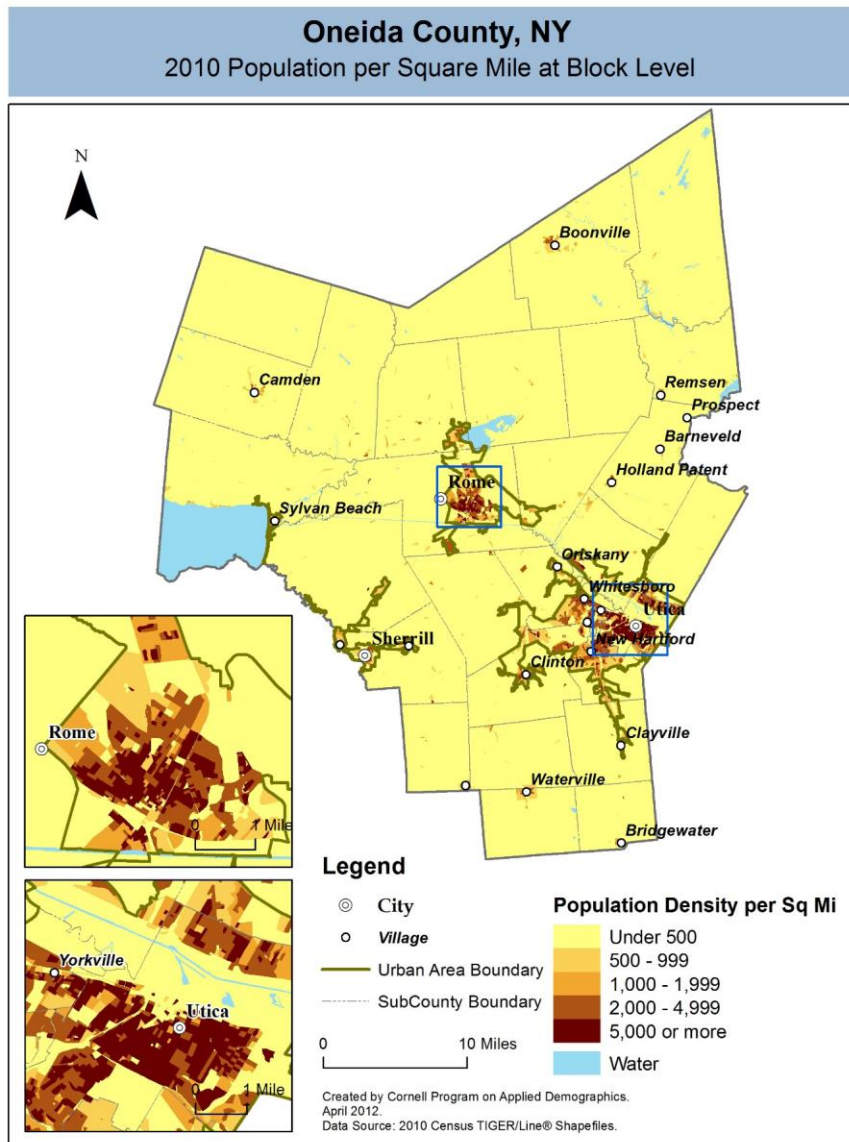 Oneida County, NY
2010 Population per Square Mile at Block Level
N
Boonville
Camden
Remsen
Prospect
Barneveld
Holland Patent
Rome
Sylvan Beach
Oriskany
Whitesboro
Utica
New Hartford
Sherrill
Clinton
Clayville
Waterville
Bridgewater
Rome
0 1 Mile
Yorkville
Utica
0 1 Mile
Legend
City
Village
Urban Area Boundary
SubCounty Boundary
0 10 Miles
Population Density per Sq Mi
Under 500
500 - 999
1,000 - 1,999
2,000 - 4,999
5,000 or more
Water
Created by Cornell Program on Applied Demographics.
April 2012.
Data Source: 2010 Census TIGER/Line® Shapefiles.